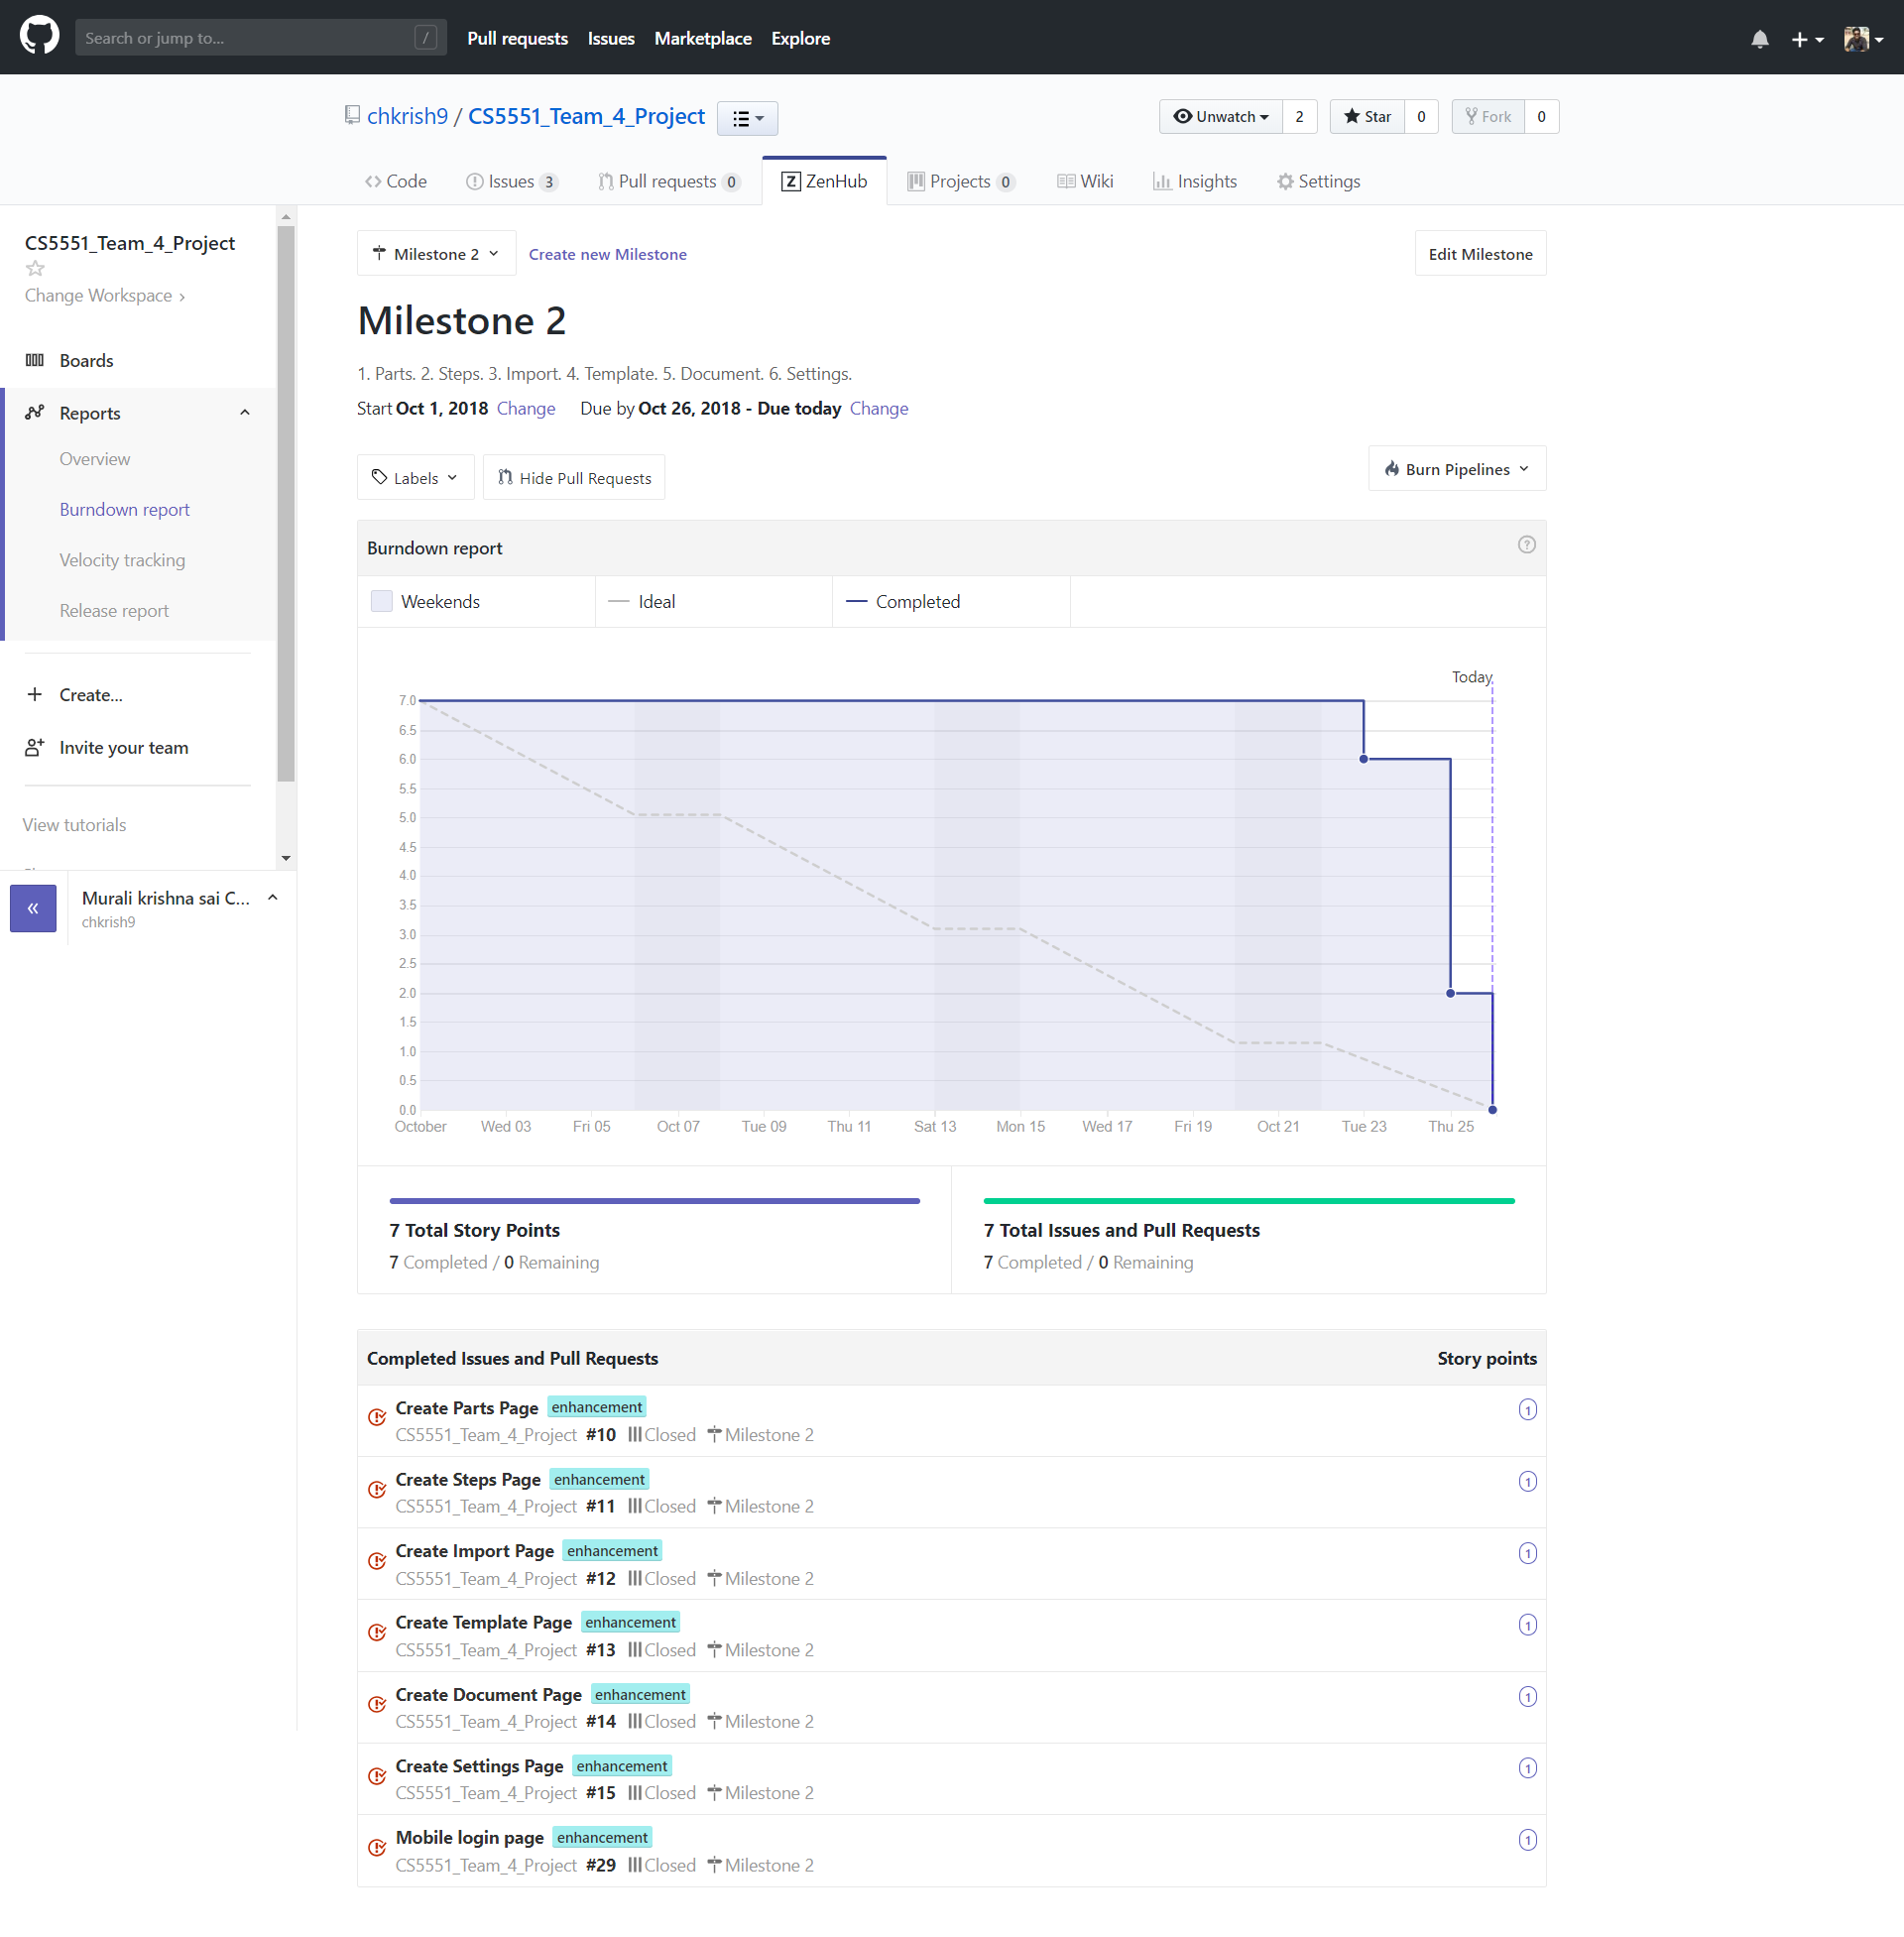 Search or jump to... /
Pull requests Issues Marketplace Explore
chkrish9 / CS5551_Team_4_Project
Unwatch 2 Star 0 Fork 0
Code Issues 3 Pull requests 0 ZenHub Projects 0 Wiki Insights Settings
CS5551_Team_4_Project
Change Workspace ›
Boards
Reports
Overview
Burndown report
Velocity tracking
Release report
Create...
Invite your team
View tutorials
«
Murali krishna sai C...
chkrish9
Milestone 2 Create new Milestone Edit Milestone
Milestone 2
1. Parts. 2. Steps. 3. Import. 4. Template. 5. Document. 6. Settings.
Start Oct 1, 2018 Change Due by Oct 26, 2018 - Due today Change
Labels Hide Pull Requests Burn Pipelines
Burndown report ?
Weekends Ideal Completed
Today
7.0
6.5
6.0
5.5
5.0
4.5
4.0
3.5
3.0
2.5
2.0
1.5
1.0
0.5
0.0
October Wed 03 Fri 05 Oct 07 Tue 09 Thu 11 Sat 13 Mon 15 Wed 17 Fri 19 Oct 21 Tue 23 Thu 25
7 Total Story Points
7 Completed / 0 Remaining
7 Total Issues and Pull Requests
7 Completed / 0 Remaining
Completed Issues and Pull Requests Story points
Create Parts Page enhancement 1
CS5551_Team_4_Project #10 Closed Milestone 2
Create Steps Page enhancement 1
CS5551_Team_4_Project #11 Closed Milestone 2
Create Import Page enhancement 1
CS5551_Team_4_Project #12 Closed Milestone 2
Create Template Page enhancement 1
CS5551_Team_4_Project #13 Closed Milestone 2
Create Document Page enhancement 1
CS5551_Team_4_Project #14 Closed Milestone 2
Create Settings Page enhancement 1
CS5551_Team_4_Project #15 Closed Milestone 2
Mobile login page enhancement 1
CS5551_Team_4_Project #29 Closed Milestone 2